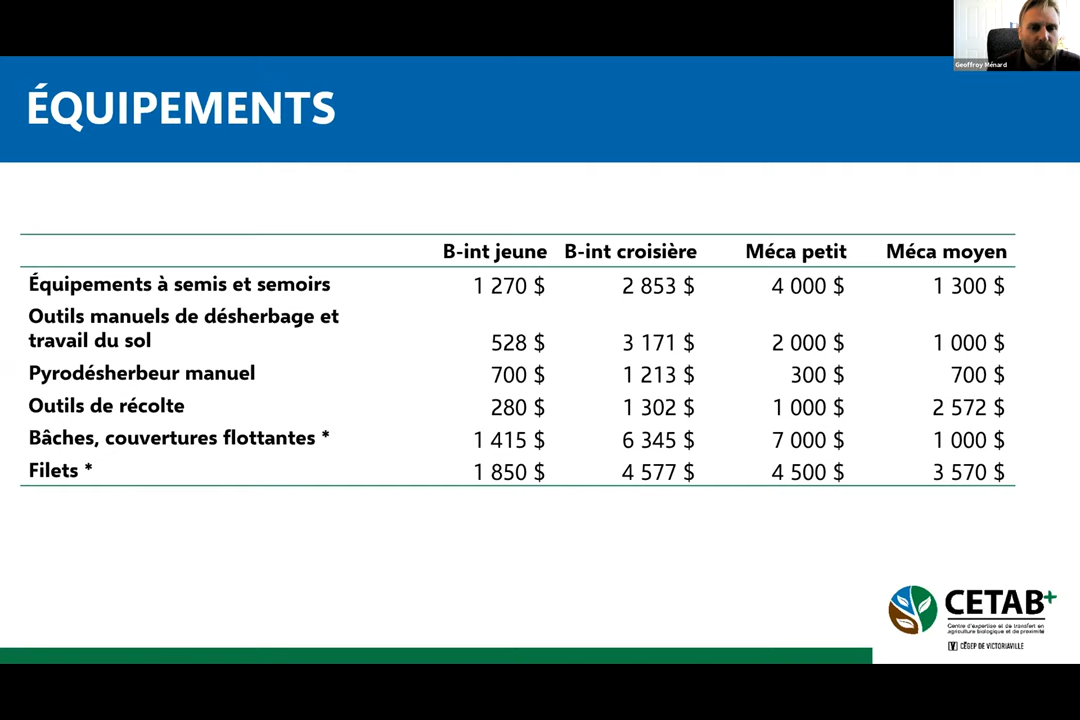 Geoffroy Ménard
ÉQUIPEMENTS
B-int jeune B-int croisière Méca petit Méca moyen
Équipements à semis et semoirs 1 270 $ 2 853 $ 4 000 $ 1 300 $
Outils manuels de désherbage et
travail du sol 528 $ 3 171 $ 2 000 $ 1 000 $
Pyrodésherbeur manuel 700 $ 1 213 $ 300 $ 700 $
Outils de récolte 280 $ 1 302 $ 1 000 $ 2 572 $
Bâches, couvertures flottantes * 1 415 $ 6 345 $ 7 000 $ 1 000 $
Filets * 1 850 $ 4 577 $ 4 500 $ 3 570 $
CETAB+
Centre d'expertise et de transfert en
agriculture biologique et de proximité
CÉGEP DE VICTORIAVILLE